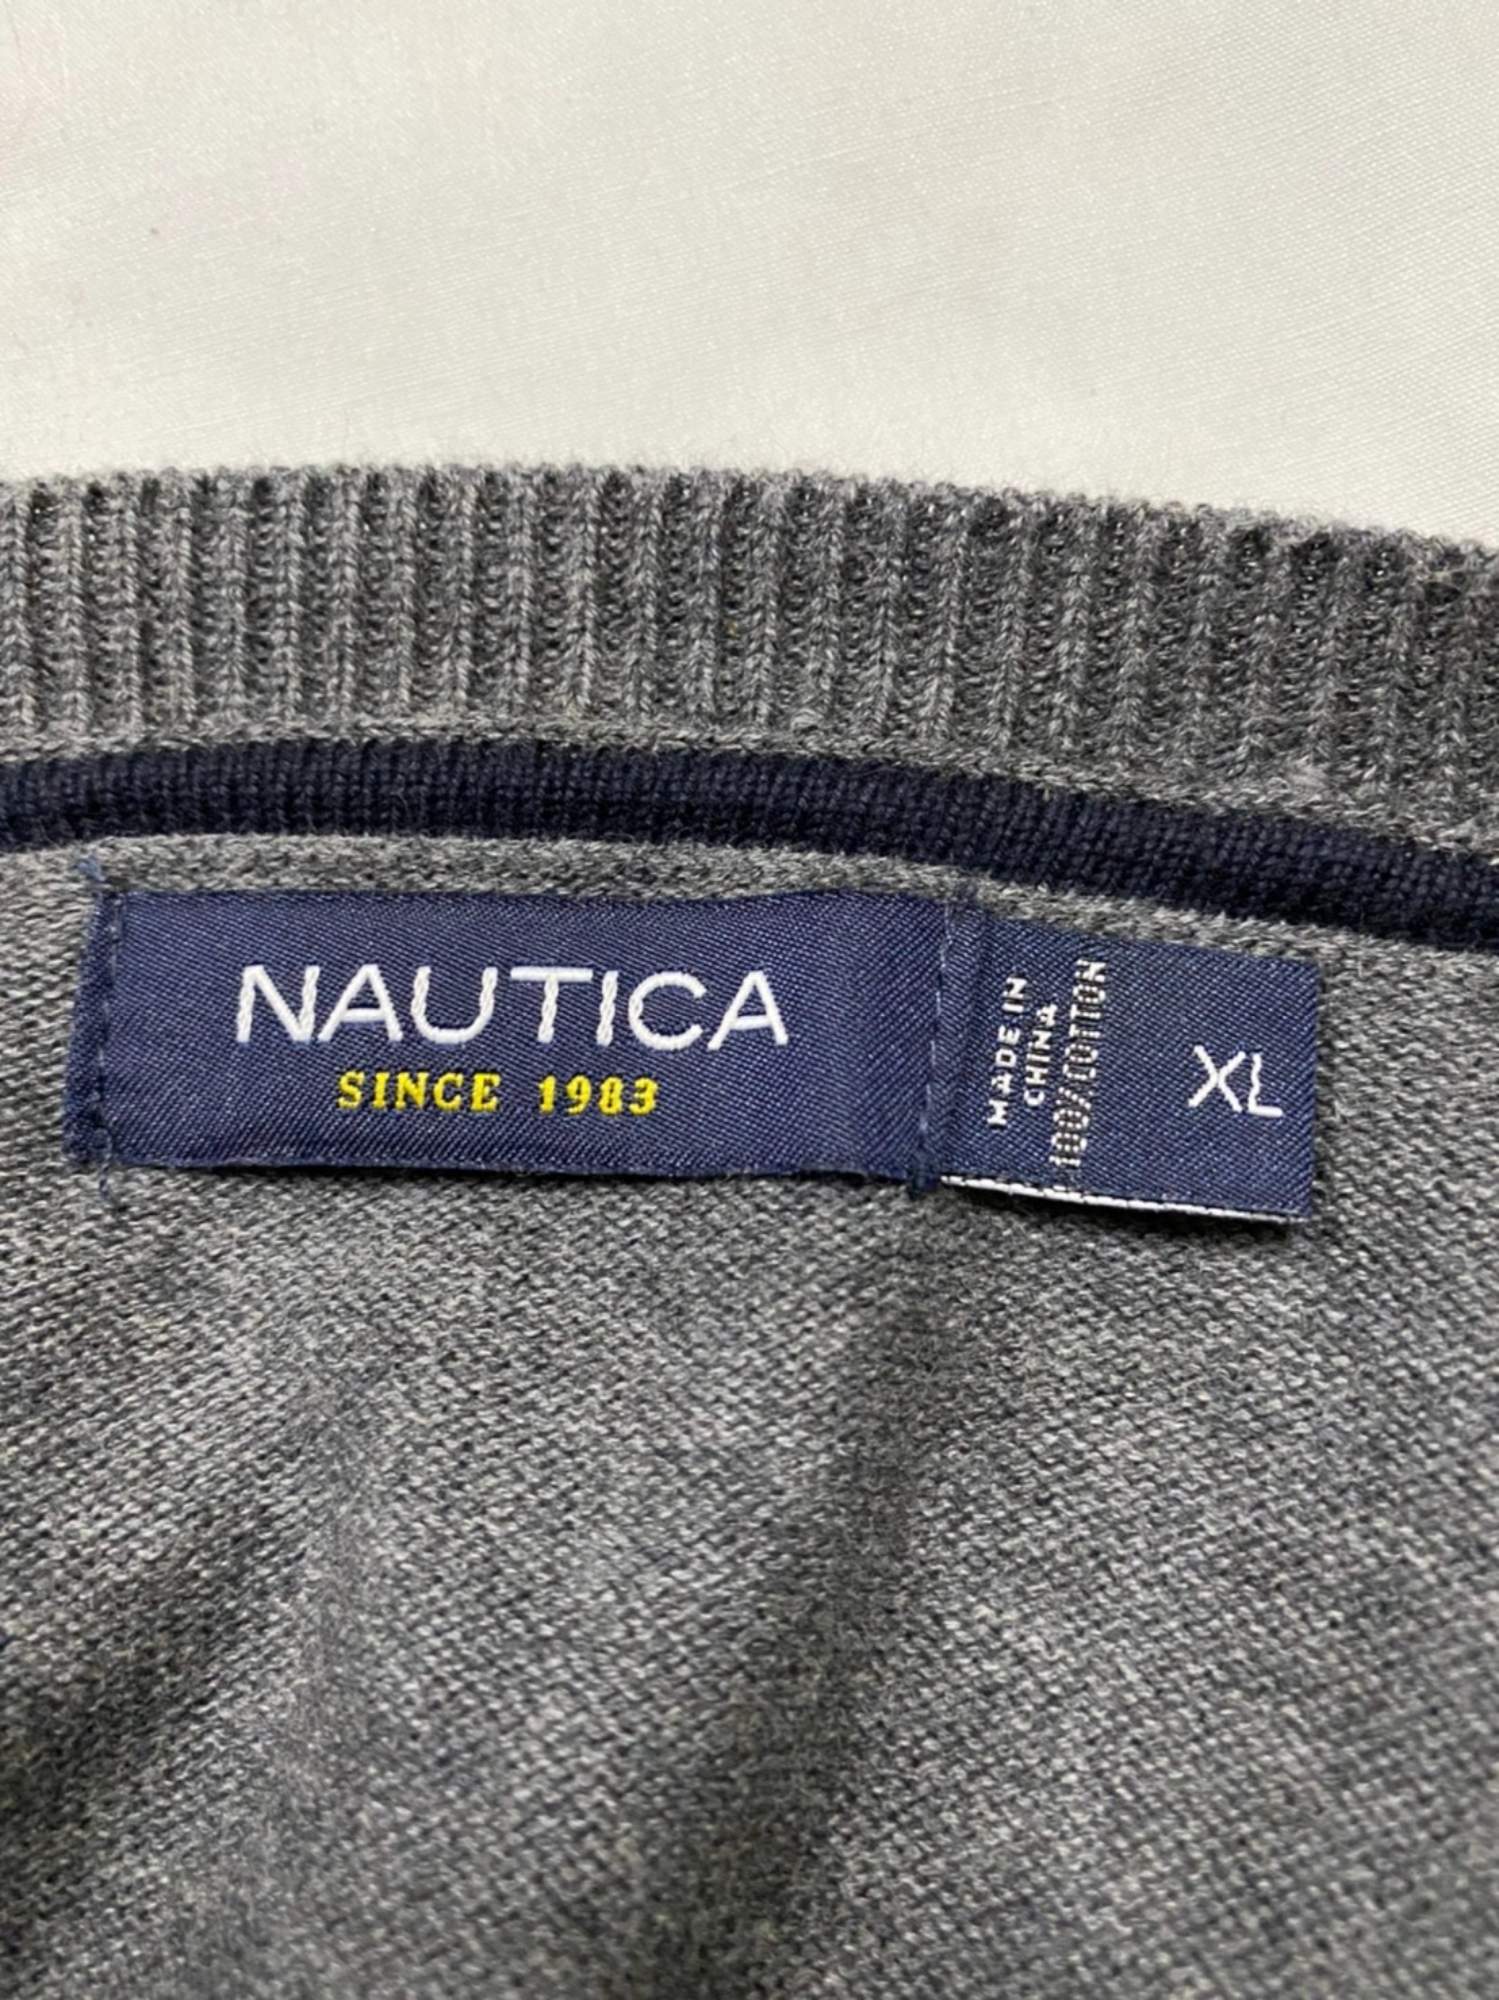 NAUTICA
SINCE 1983
MADE IN
CHINA
100/COTTON
XL